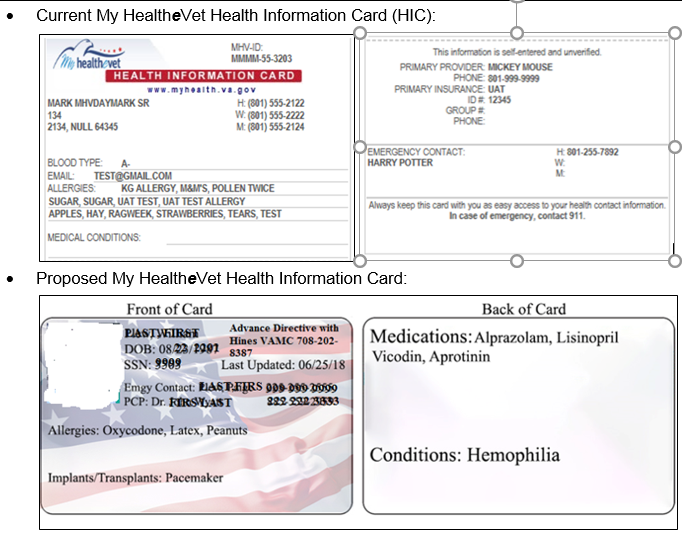 • Current My HealtheVet Health Information Card (HIC):
My healthevet
MHV-ID:
MMMM-55-3203
HEALTH INFORMATION CARD
www.myhealth.va.gov
MARK MHVDAYMARK SR
134
2134, NULL 64345
H: (801) 555-2122
W: (801) 555-2222
M: (801) 555-2124
BLOOD TYPE: A-
EMAIL: TEST@GMAIL.COM
ALLERGIES: KG ALLERGY, M&M'S, POLLEN TWICE
SUGAR, SUGAR, UAT TEST, UAT TEST ALLERGY
APPLES, HAY, RAGWEEK, STRAWBERRIES, TEARS, TEST
MEDICAL CONDITIONS:
This information is self-entered and unverified.
PRIMARY PROVIDER: MICKEY MOUSE
PHONE: 801-999-9999
PRIMARY INSURANCE: UAT
ID #: 12345
GROUP #:
PHONE:
EMERGENCY CONTACT:
HARRY POTTER
H: 801-255-7892
W:
M:
Always keep this card with you as easy access to your health contact information.
In case of emergency, contact 911.
• Proposed My HealtheVet Health Information Card:
Front of Card
DOB:
SSN:
Advance Directive with
Hines VAMC 708-202-
8387
Last Updated: 06/25/18
Emgy Contact:
PCP: Dr.
Allergies: Oxycodone, Latex, Peanuts
Implants/Transplants: Pacemaker
Back of Card
Medications: Alprazolam, Lisinopril
Vicodin, Aprotinin
Conditions: Hemophilia